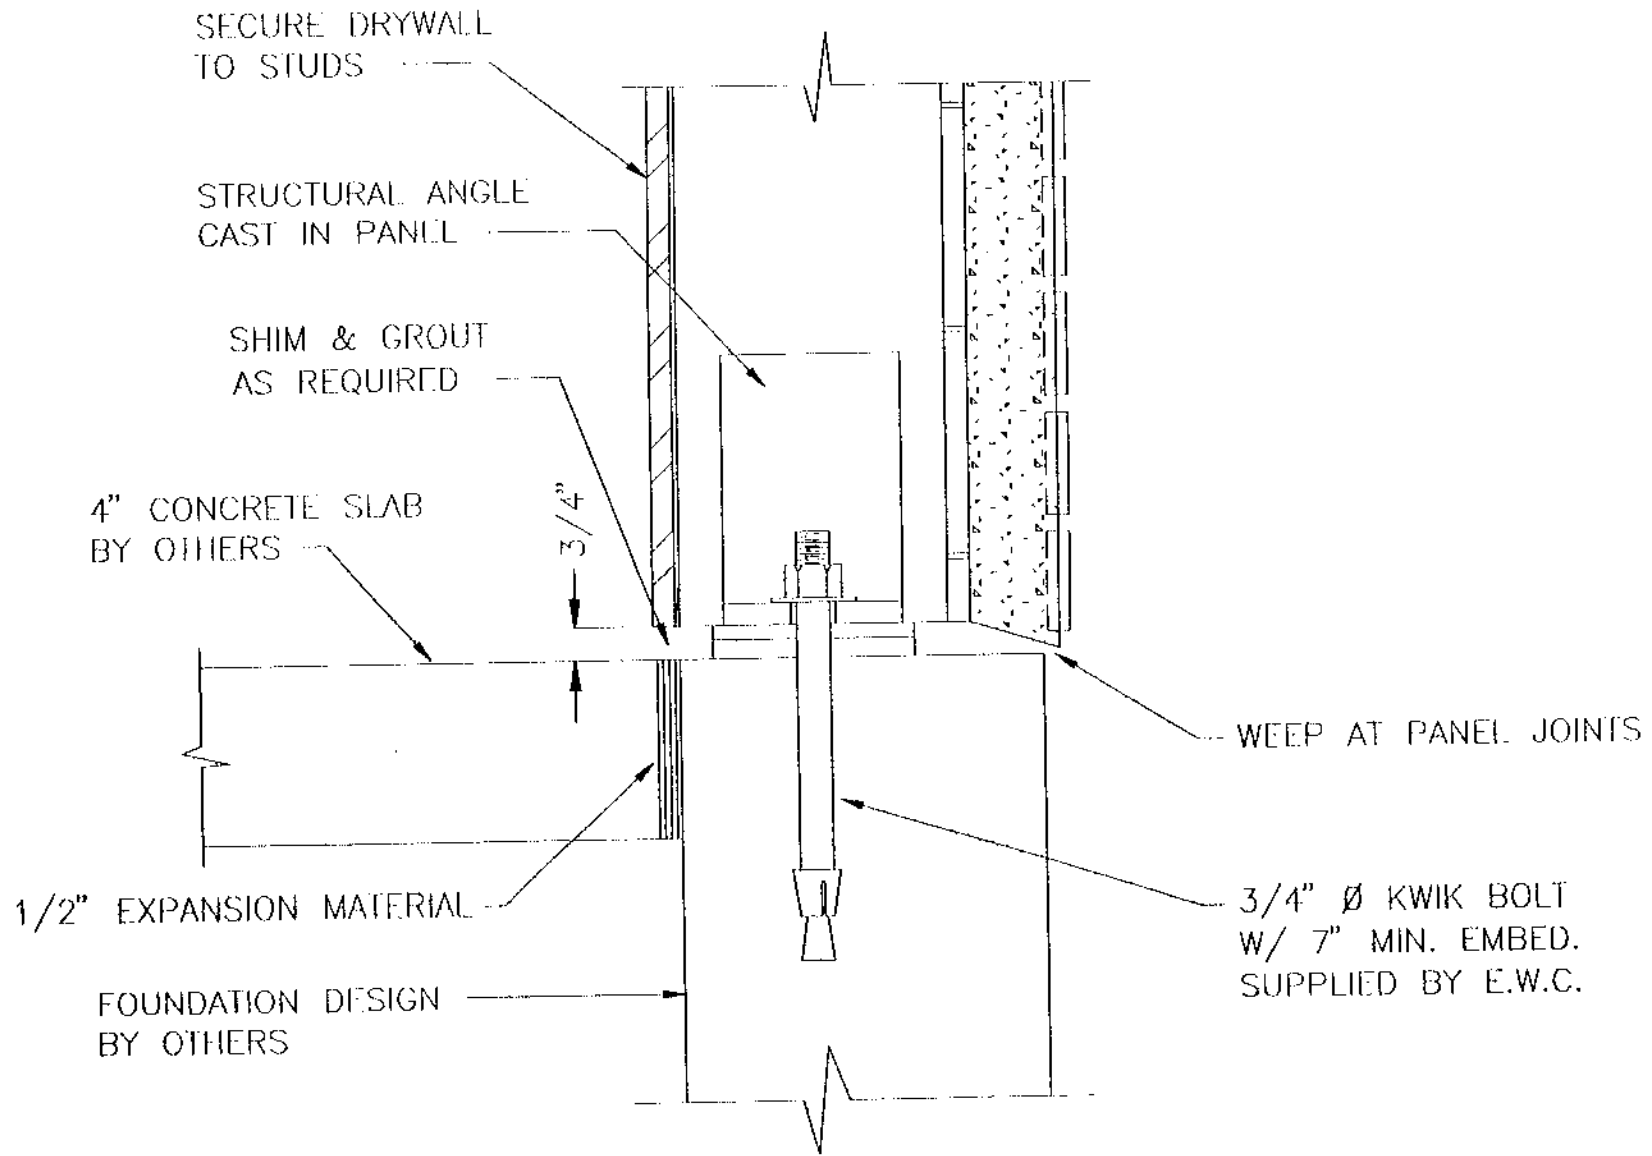 SECURE DRYWALL
TO STUDS
STRUCTURAL ANGLE
CAST IN PANEL
SHIM & GROUT
AS REQUIRED
3/4"
4" CONCRETE SLAB
BY OTHERS
WEEP AT PANEL JOINTS
1/2" EXPANSION MATERIAL
3/4" Ø KWIK BOLT
W/ 7" MIN. EMBED.
SUPPLIED BY E.W.C.
FOUNDATION DESIGN
BY OTHERS